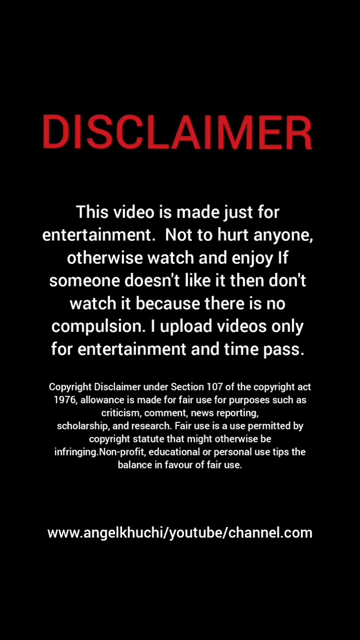 DISCLAIMER
This video is made just for
entertainment.  Not to hurt anyone,
otherwise watch and enjoy If
someone doesn't like it then don't
watch it because there is no
compulsion. I upload videos only
for entertainment and time pass.
Copyright Disclaimer under Section 107 of the copyright act
1976, allowance is made for fair use for purposes such as
criticism, comment, news reporting,
scholarship, and research. Fair use is a use permitted by
copyright statute that might otherwise be
infringing.Non-profit, educational or personal use tips the
balance in favour of fair use.
www.angelkhuchi/youtube/channel.com